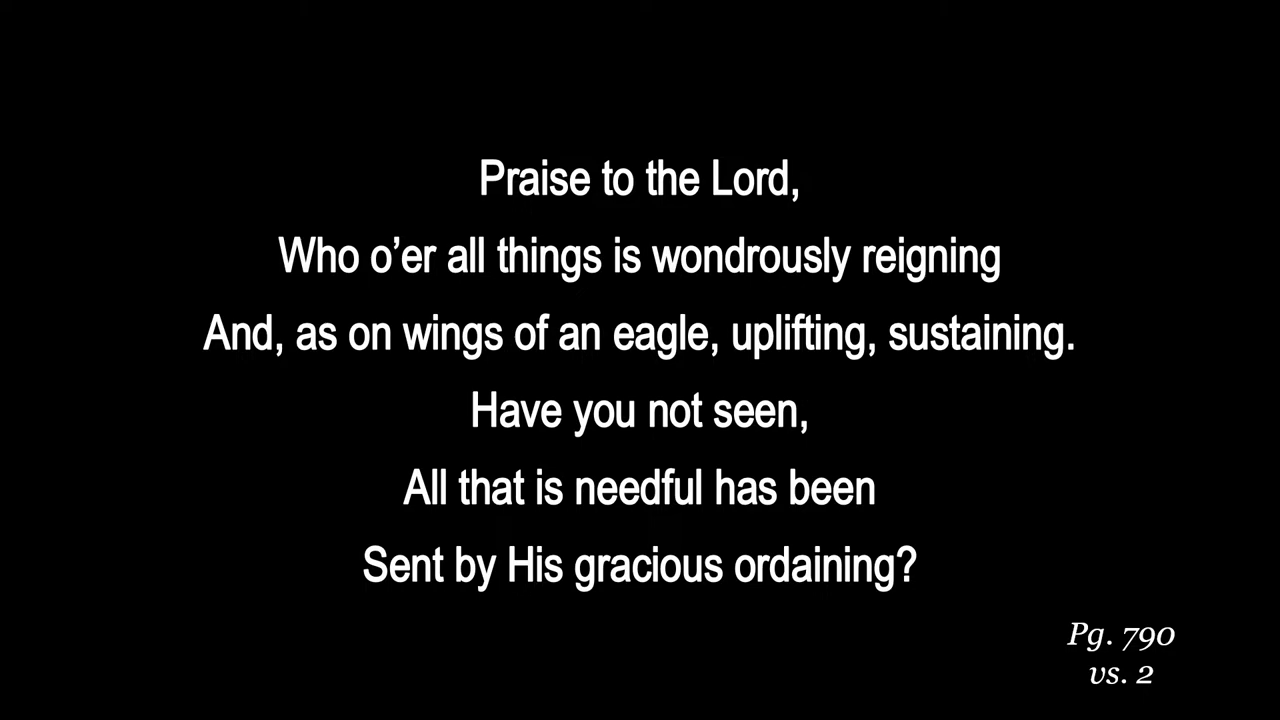 Praise to the Lord,
Who o’er all things is wondrously reigning
And, as on wings of an eagle, uplifting, sustaining.
Have you not seen,
All that is needful has been
Sent by His gracious ordaining?
Pg. 790
vs. 2